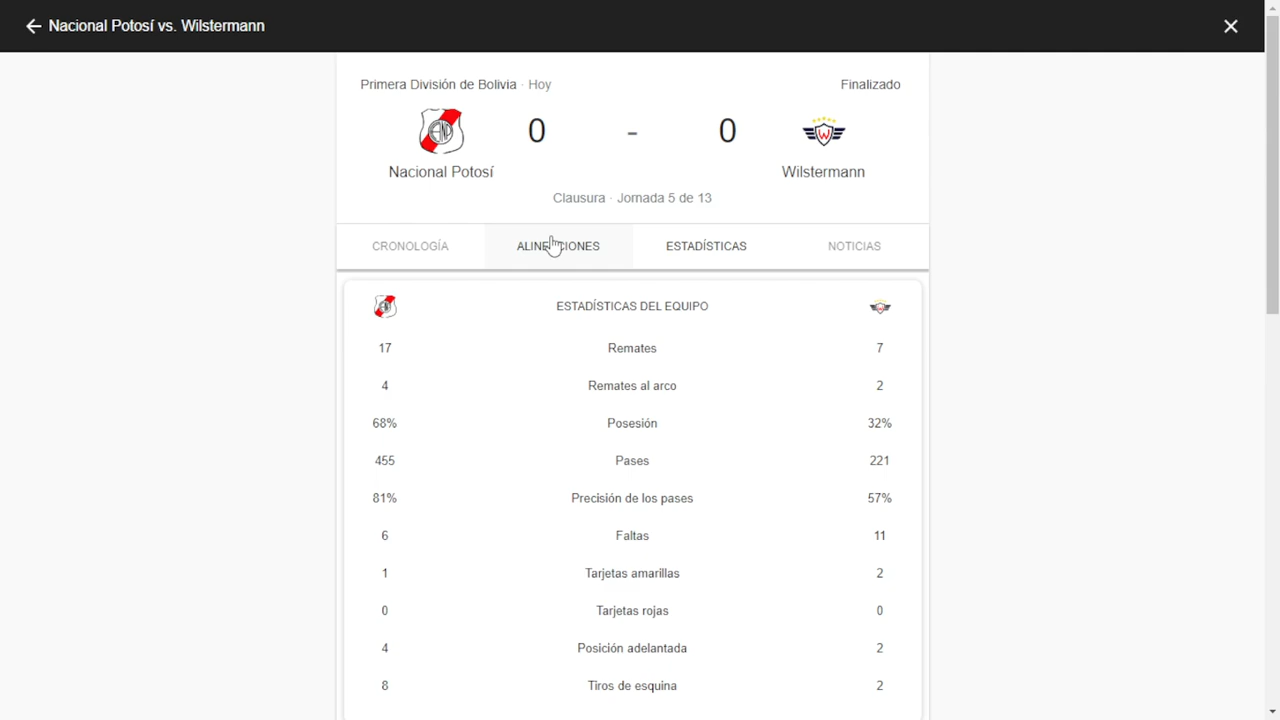 Nacional Potosí vs. Wilstermann
Primera División de Bolivia · Hoy Finalizado
0 - 0
Nacional Potosí Wilstermann
Clausura · Jornada 5 de 13
CRONOLOGÍA ALINEACIONES ESTADÍSTICAS NOTICIAS
ESTADÍSTICAS DEL EQUIPO
17 Remates 7
4 Remates al arco 2
68% Posesión 32%
455 Pases 221
81% Precisión de los pases 57%
6 Faltas 11
1 Tarjetas amarillas 2
0 Tarjetas rojas 0
4 Posición adelantada 2
8 Tiros de esquina 2